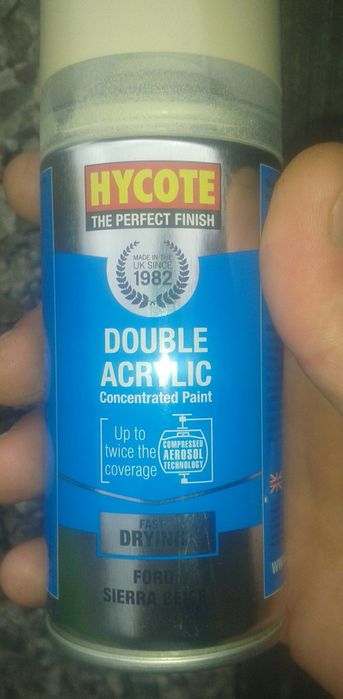 HYCOTE
THE PERFECT FINISH
MADE IN THE
UK SINCE
1982
DOUBLE
ACRYLIC
Concentrated Paint
Up to
twice the
coverage
COMPRESSED
AEROSOL
TECHNOLOGY
FAST
DRYING
FORD
SIERRA BEIGE